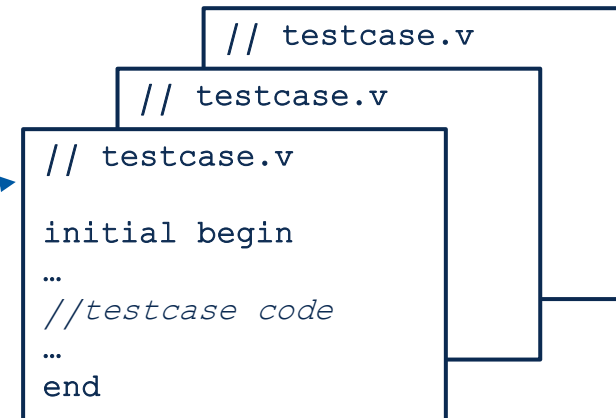 // testcase.v
// testcase.v
// testcase.v
initial begin
…
//testcase code
…
end